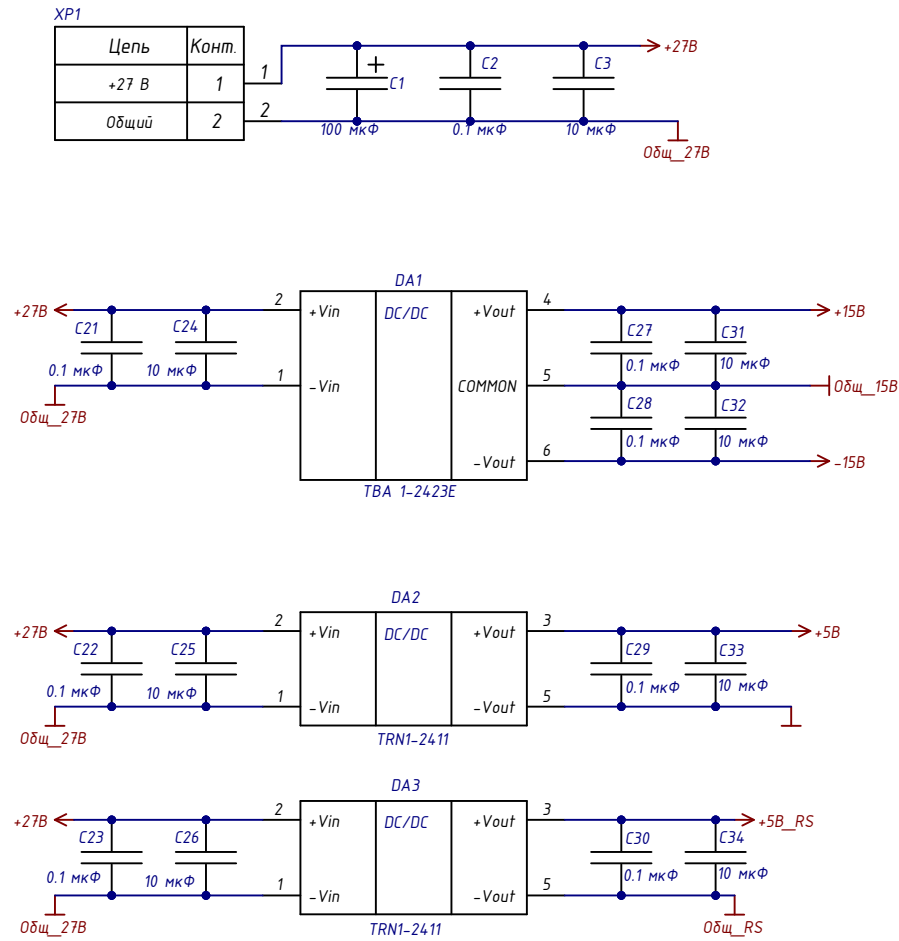 XP1
Цепь Конт.
+27 В 1 1
Общий 2 2
C1
100 мкФ
C2
0.1 мкФ
C3
10 мкФ
+27В
Общ_27В
DA1
+27В
C21
0.1 мкФ
C24
10 мкФ
Общ_27В
2 +Vin DC/DC +Vout 4
1 -Vin COMMON 5
-Vout 6
TBA 1-2423E
C27
0.1 мкФ
C31
10 мкФ
C28
0.1 мкФ
C32
10 мкФ
+15В
Общ_15В
-15В
DA2
+27В
C22
0.1 мкФ
C25
10 мкФ
Общ_27В
2 +Vin DC/DC +Vout 3
1 -Vin -Vout 5
TRN1-2411
C29
0.1 мкФ
C33
10 мкФ
+5В
DA3
+27В
C23
0.1 мкФ
C26
10 мкФ
Общ_27В
2 +Vin DC/DC +Vout 3
1 -Vin -Vout 5
TRN1-2411
C30
0.1 мкФ
C34
10 мкФ
+5В_RS
Общ_RS